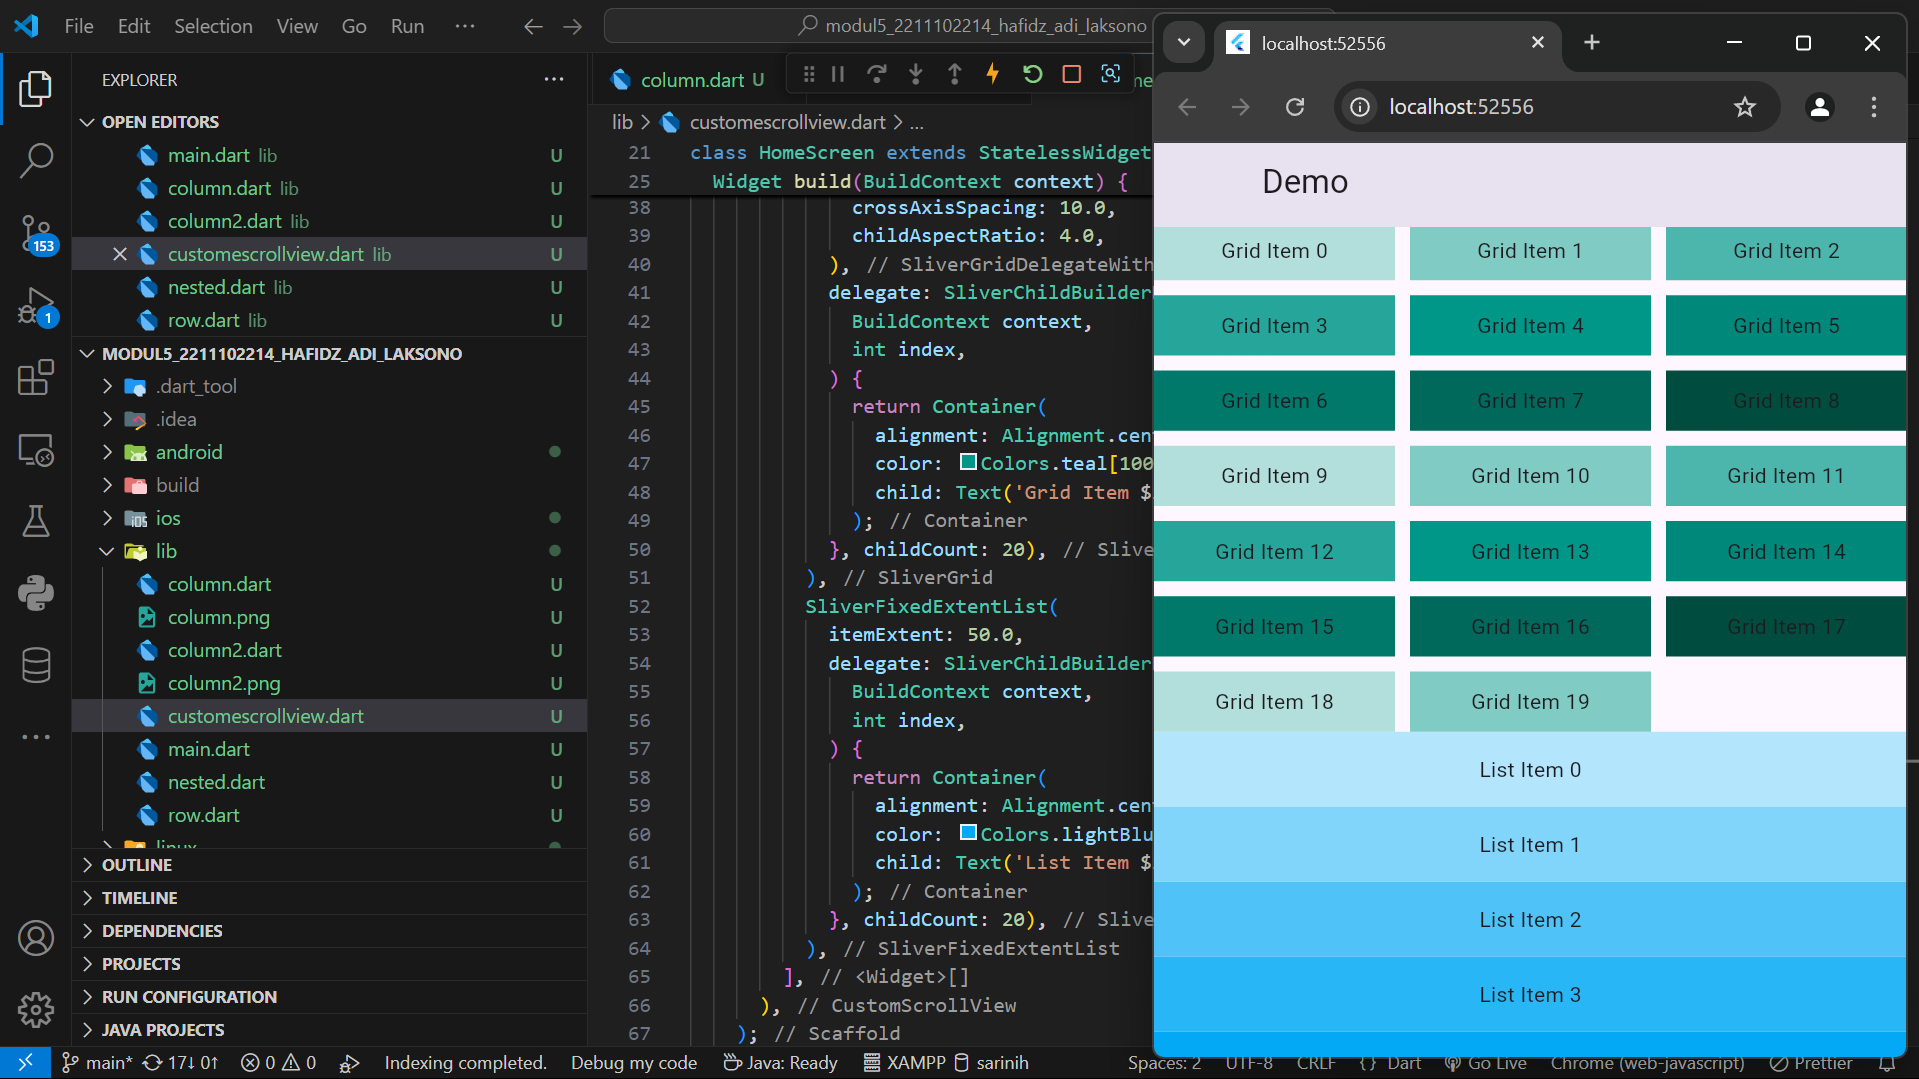 File Edit Selection View Go Run ···
modul5_2211102214_hafidz_adi_laksono
EXPLORER
OPEN EDITORS
main.dart lib U
column.dart lib U
column2.dart lib U
customescrollview.dart lib U
nested.dart lib U
row.dart lib U
MODUL5_2211102214_HAFIDZ_ADI_LAKSONO
.dart_tool
.idea
android
build
ios
lib
column.dart U
column.png U
column2.dart U
column2.png U
customescrollview.dart U
main.dart U
nested.dart U
row.dart U
linux
OUTLINE
TIMELINE
DEPENDENCIES
PROJECTS
RUN CONFIGURATION
JAVA PROJECTS
153
1
column.dart U
ne
lib > customescrollview.dart > ...
21 class HomeScreen extends StatelessWidget
25 Widget build(BuildContext context) {
38 crossAxisSpacing: 10.0,
39 childAspectRatio: 4.0,
40 ), // SliverGridDelegateWith
41 delegate: SliverChildBuilder
42 BuildContext context,
43 int index,
44 ) {
45 return Container(
46 alignment: Alignment.cen
47 color: Colors.teal[100
48 child: Text('Grid Item $
49 ); // Container
50 }, childCount: 20), // Slive
51 ), // SliverGrid
52 SliverFixedExtentList(
53 itemExtent: 50.0,
54 delegate: SliverChildBuilder
55 BuildContext context,
56 int index,
57 ) {
58 return Container(
59 alignment: Alignment.cen
60 color: Colors.lightBlu
61 child: Text('List Item $
62 ); // Container
63 }, childCount: 20), // Slive
64 ), // SliverFixedExtentList
65 ], // <Widget>[]
66 ), // CustomScrollView
67 ); // Scaffold
localhost:52556
localhost:52556
Demo
Grid Item 0 Grid Item 1 Grid Item 2
Grid Item 3 Grid Item 4 Grid Item 5
Grid Item 6 Grid Item 7 Grid Item 8
Grid Item 9 Grid Item 10 Grid Item 11
Grid Item 12 Grid Item 13 Grid Item 14
Grid Item 15 Grid Item 16 Grid Item 17
Grid Item 18 Grid Item 19
List Item 0
List Item 1
List Item 2
List Item 3
main* 17↓ 0↑ 0 0 Indexing completed. Debug my code Java: Ready XAMPP sarinih Spaces: 2 UTF-8 CRLF {} Dart Go Live Chrome (web-javascript) Prettier